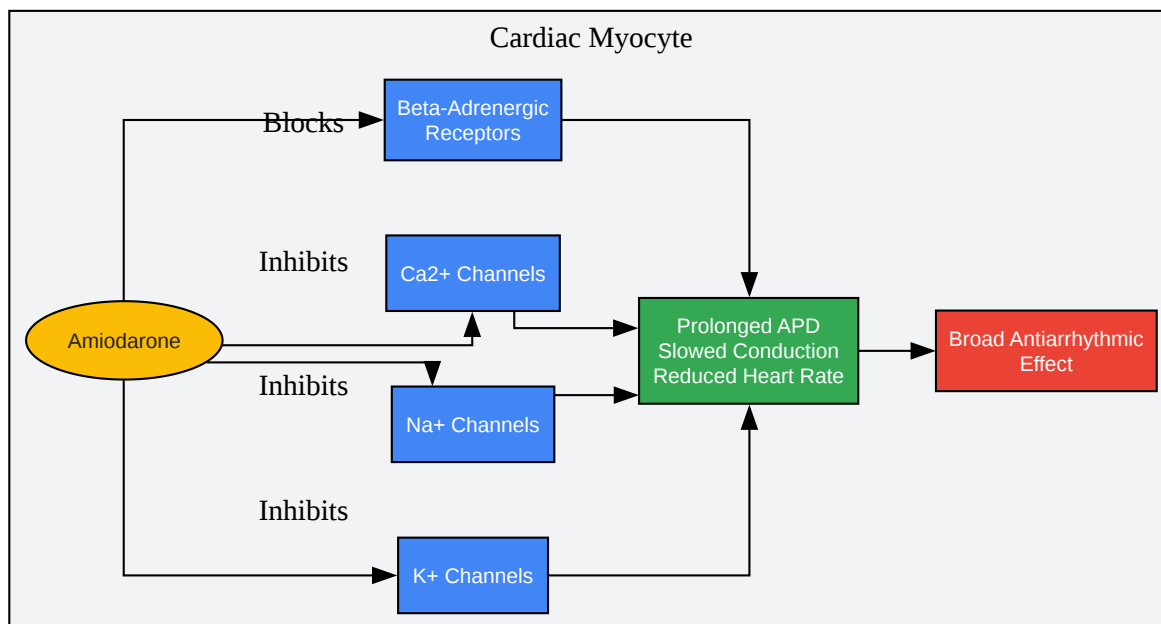 Cardiac Myocyte
Blocks
Beta-Adrenergic
Receptors
Inhibits
Ca2+ Channels
Amiodarone
Inhibits
Na+ Channels
Prolonged APD
Slowed Conduction
Reduced Heart Rate
Broad Antiarrhythmic
Effect
Inhibits
K+ Channels